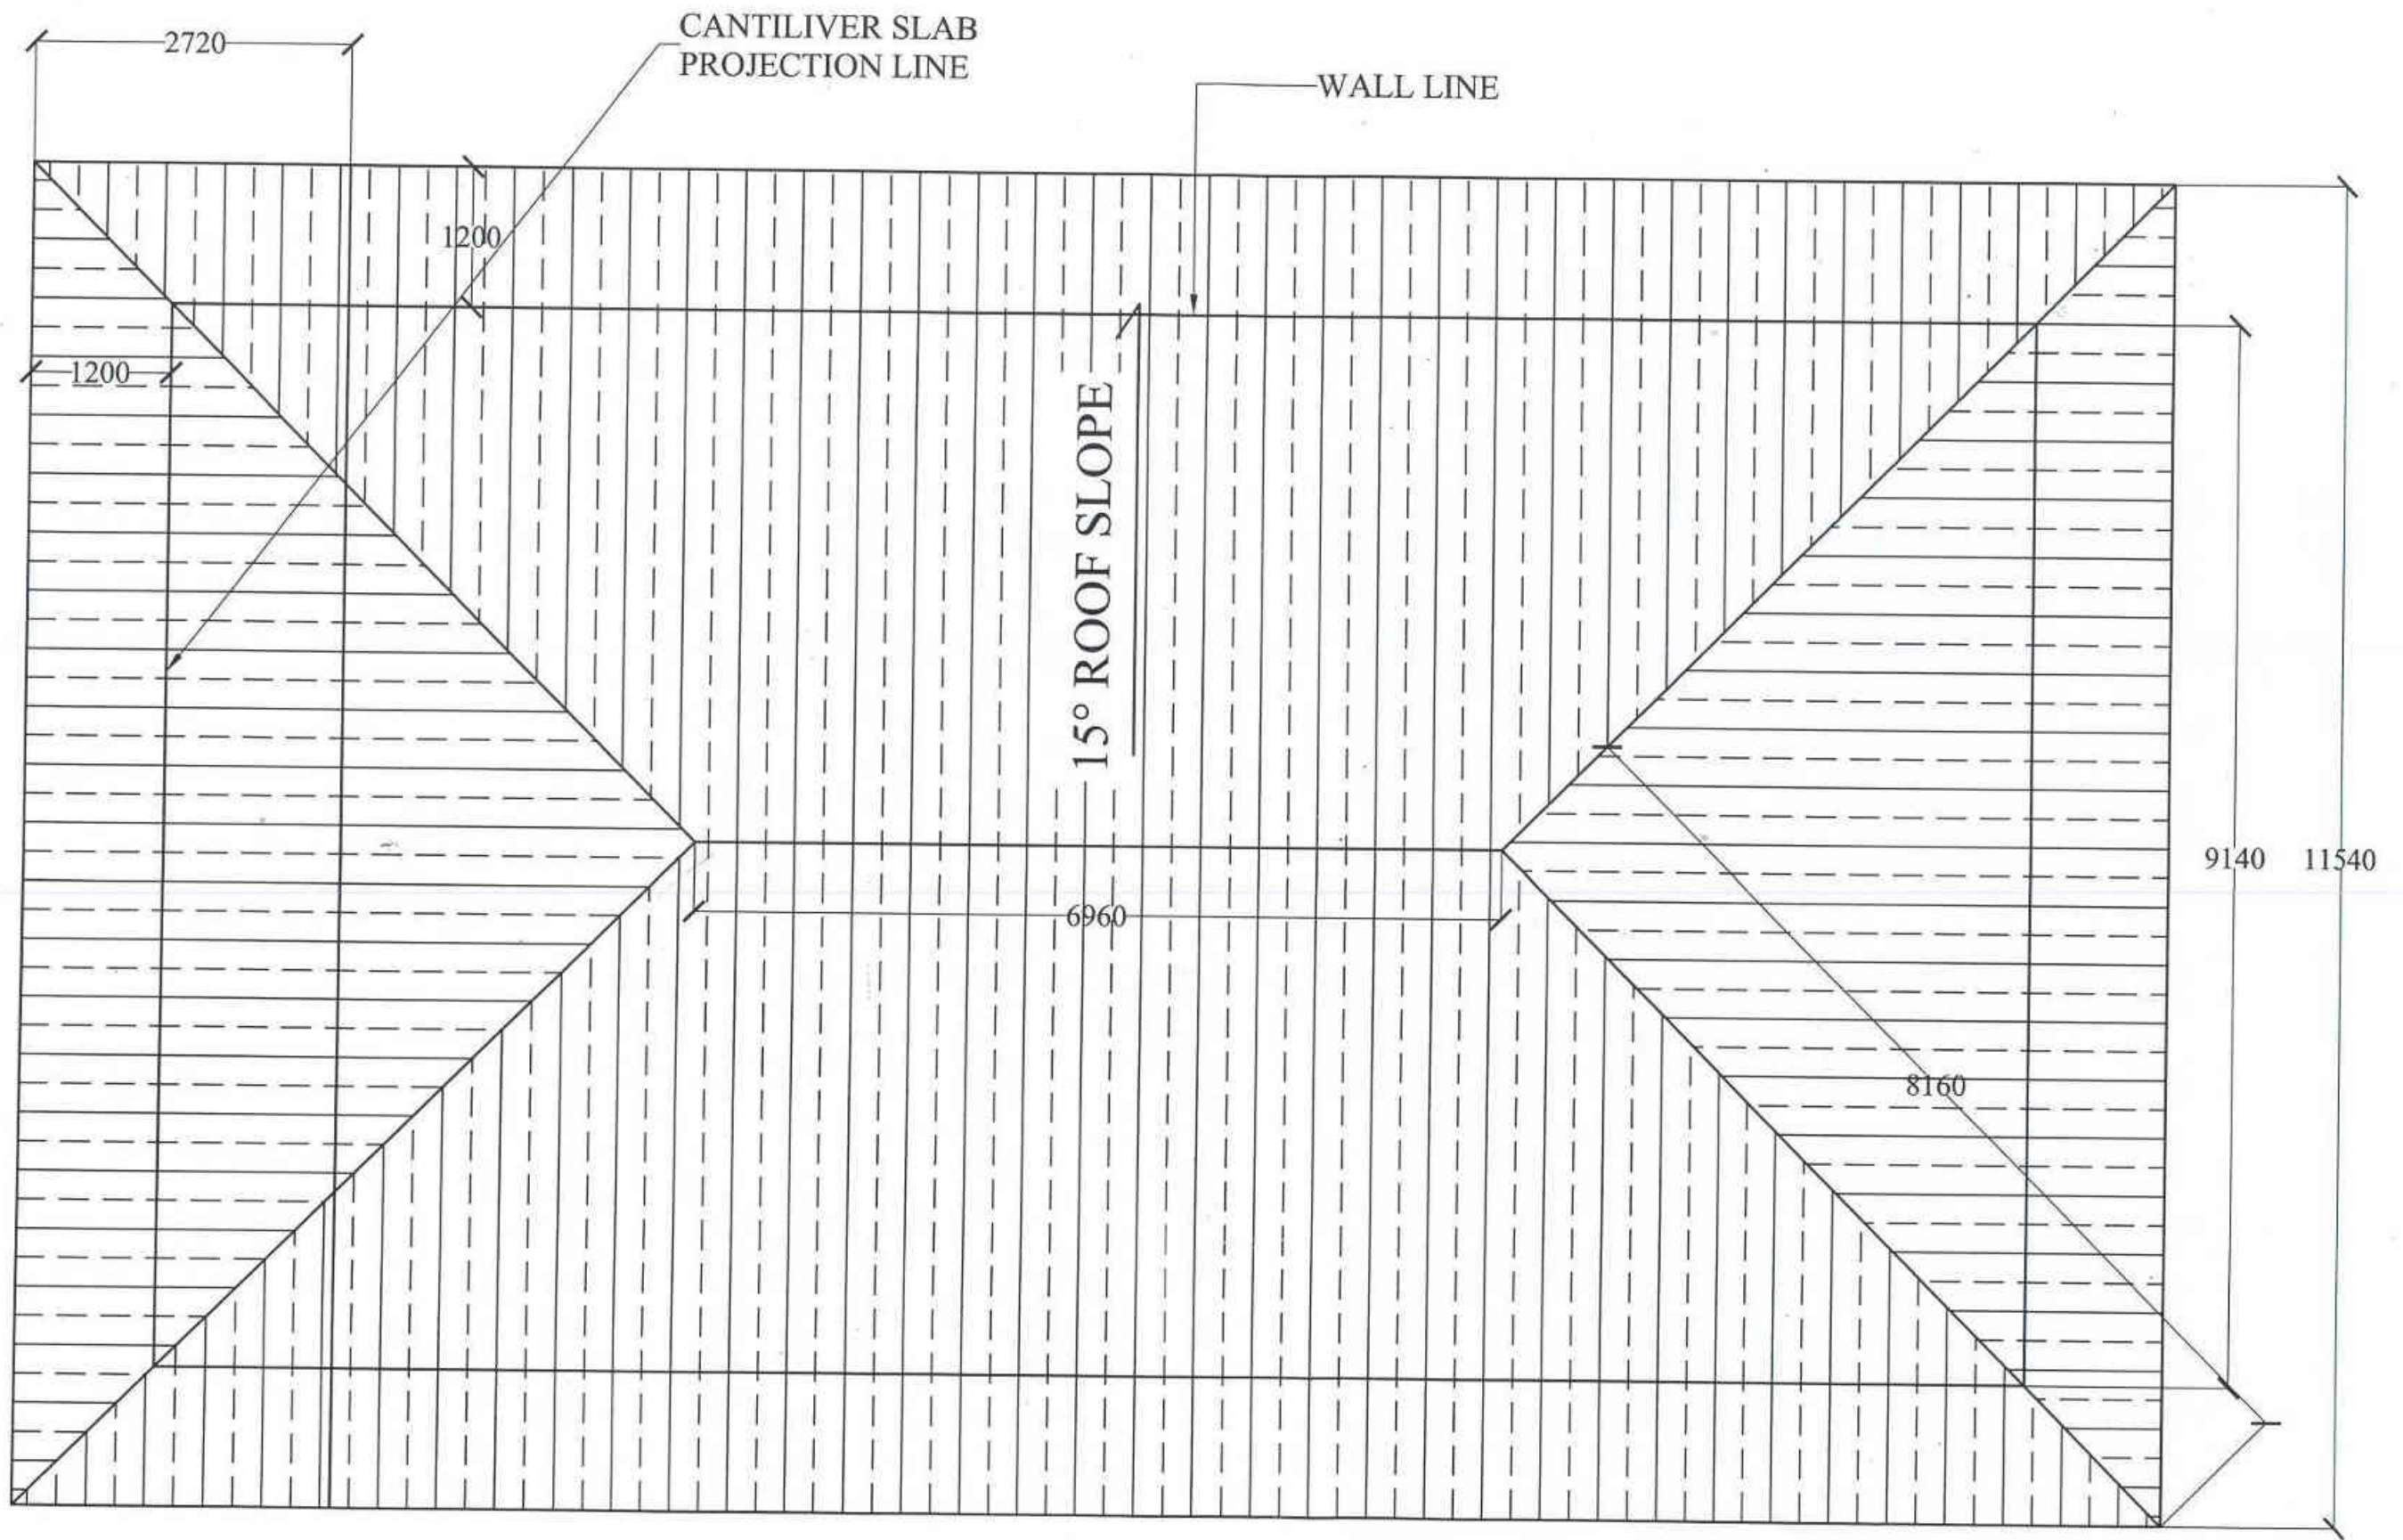 2720
CANTILIVER SLAB
PROJECTION LINE
WALL LINE
1200
1200
15° ROOF SLOPE
9140
11540
6960
8160